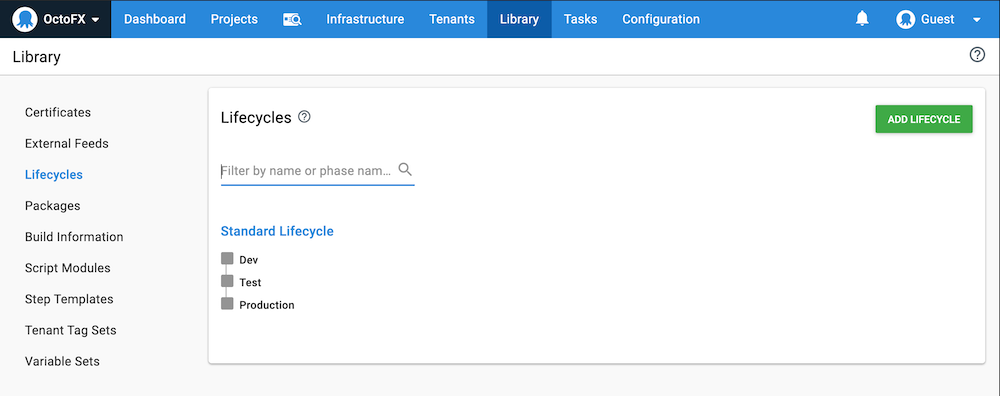 OctoFX Dashboard Projects Infrastructure Tenants Library Tasks Configuration Guest
Library
Certificates
External Feeds
Lifecycles
Packages
Build Information
Script Modules
Step Templates
Tenant Tag Sets
Variable Sets
Lifecycles ADD LIFECYCLE
Filter by name or phase nam...
Standard Lifecycle
Dev
Test
Production